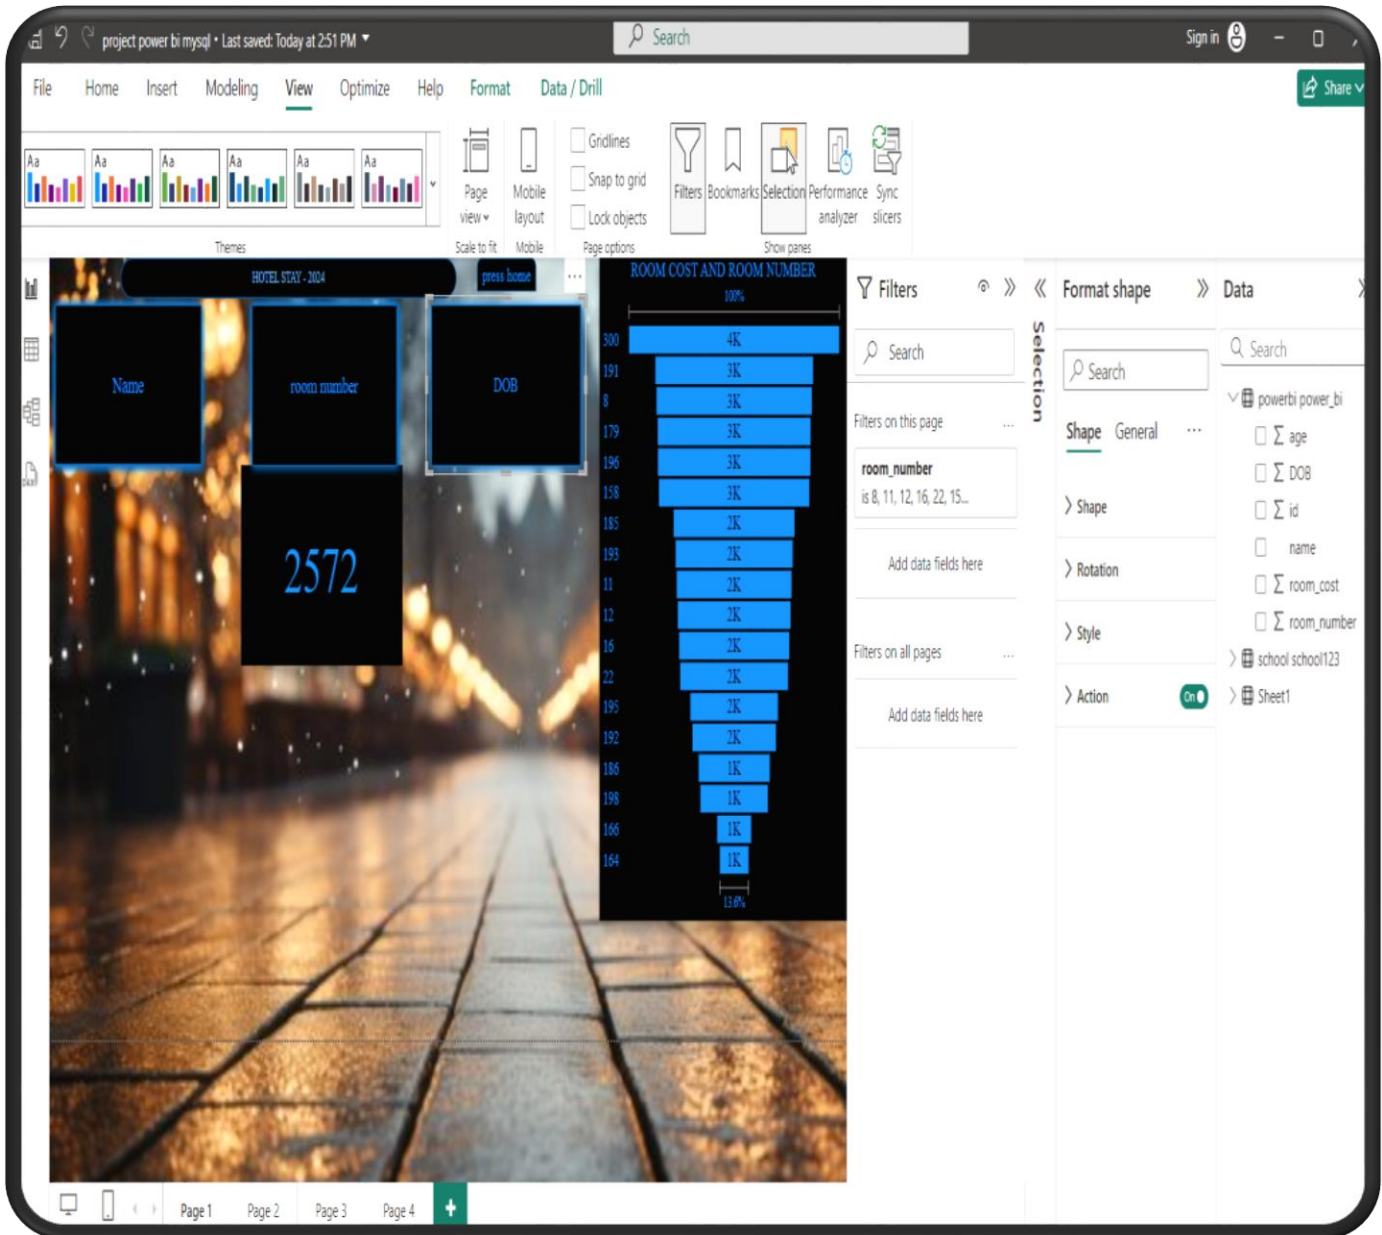 project power bi mysql • Last saved: Today at 2:51 PM
Search
Sign in
File Home Insert Modeling View Optimize Help Format Data / Drill
Share
Aa Aa Aa Aa Aa Aa
Page view
Mobile layout
Gridlines
Snap to grid
Lock objects
Filters
Bookmarks
Selection
Performance analyzer
Sync slicers
Themes
Scale to fit
Mobile
Page options
Show panes
HOTEL STAY - 2024
press home
...
Name
room number
DOB
2572
ROOM COST AND ROOM NUMBER
100%
300 4K
191 3K
8 3K
179 3K
196 3K
158 3K
185 2K
193 2K
11 2K
12 2K
16 2K
22 2K
195 2K
192 2K
186 1K
198 1K
166 1K
164 1K
13.6%
Filters
Search
Filters on this page ...
room_number
is 8, 11, 12, 16, 22, 15...
Add data fields here
Filters on all pages ...
Add data fields here
Selection
Format shape
Search
Shape General ...
Shape
Rotation
Style
Action On
Data
Search
powerbi power_bi
∑ age
∑ DOB
∑ id
name
∑ room_cost
∑ room_number
school school123
Sheet1
Page 1 Page 2 Page 3 Page 4 +